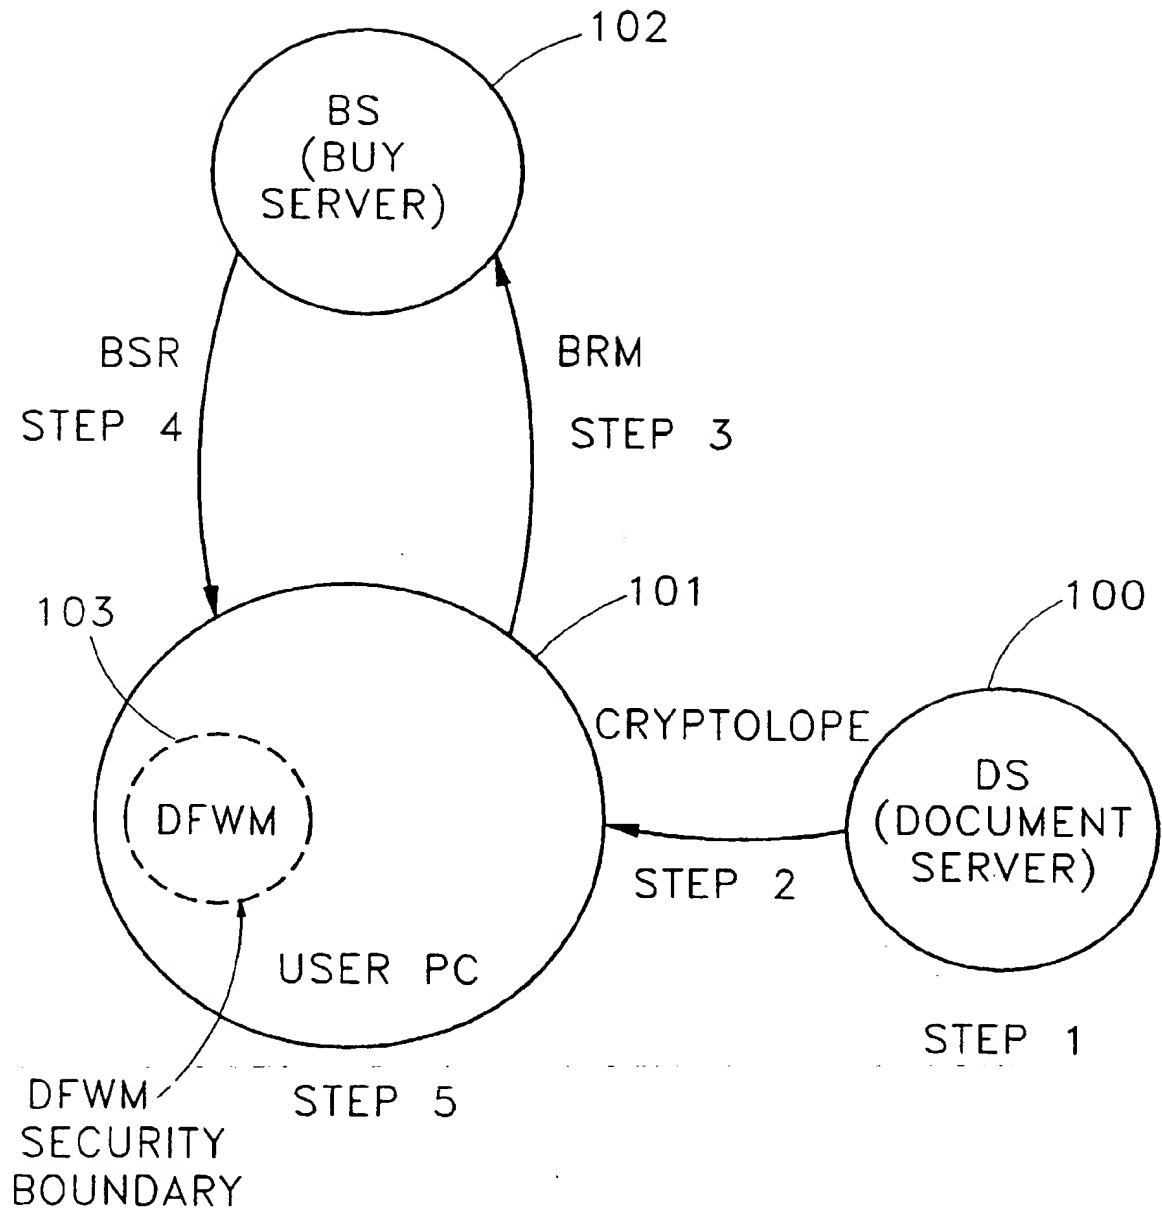 102
BS
(BUY
SERVER)
BSR
BRM
STEP 4
STEP 3
103
101
100
CRYPTOLOPE
DS
(DOCUMENT
SERVER)
DFWM
STEP 2
USER PC
STEP 1
STEP 5
DFWM
SECURITY
BOUNDARY